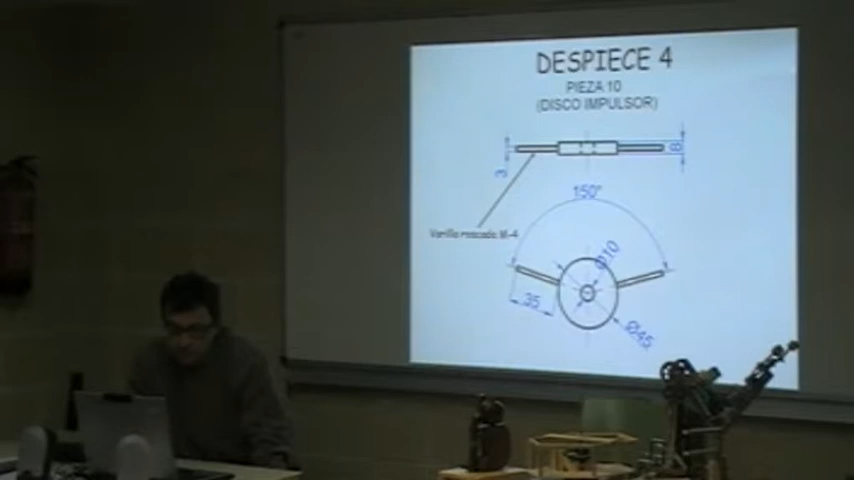 DESPIECE 4
PIEZA 10
(DISCO IMPULSOR)
8
3
150°
Varilla roscada M-4
Ø10
35
Ø45